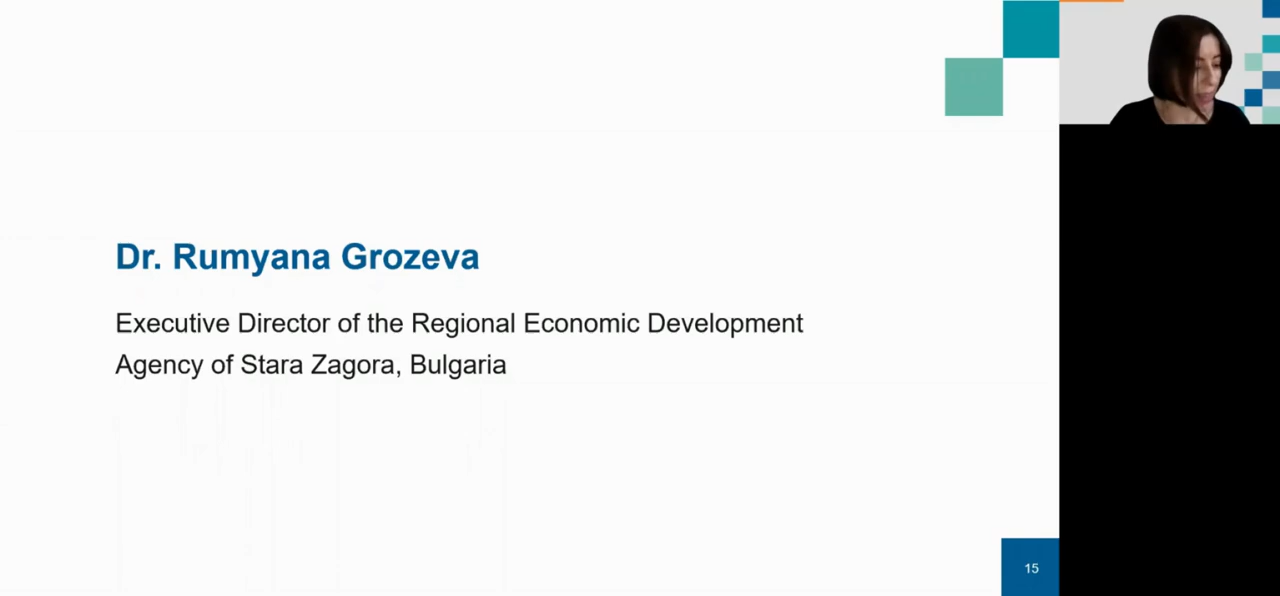 Dr. Rumyana Grozeva
Executive Director of the Regional Economic Development
Agency of Stara Zagora, Bulgaria
15